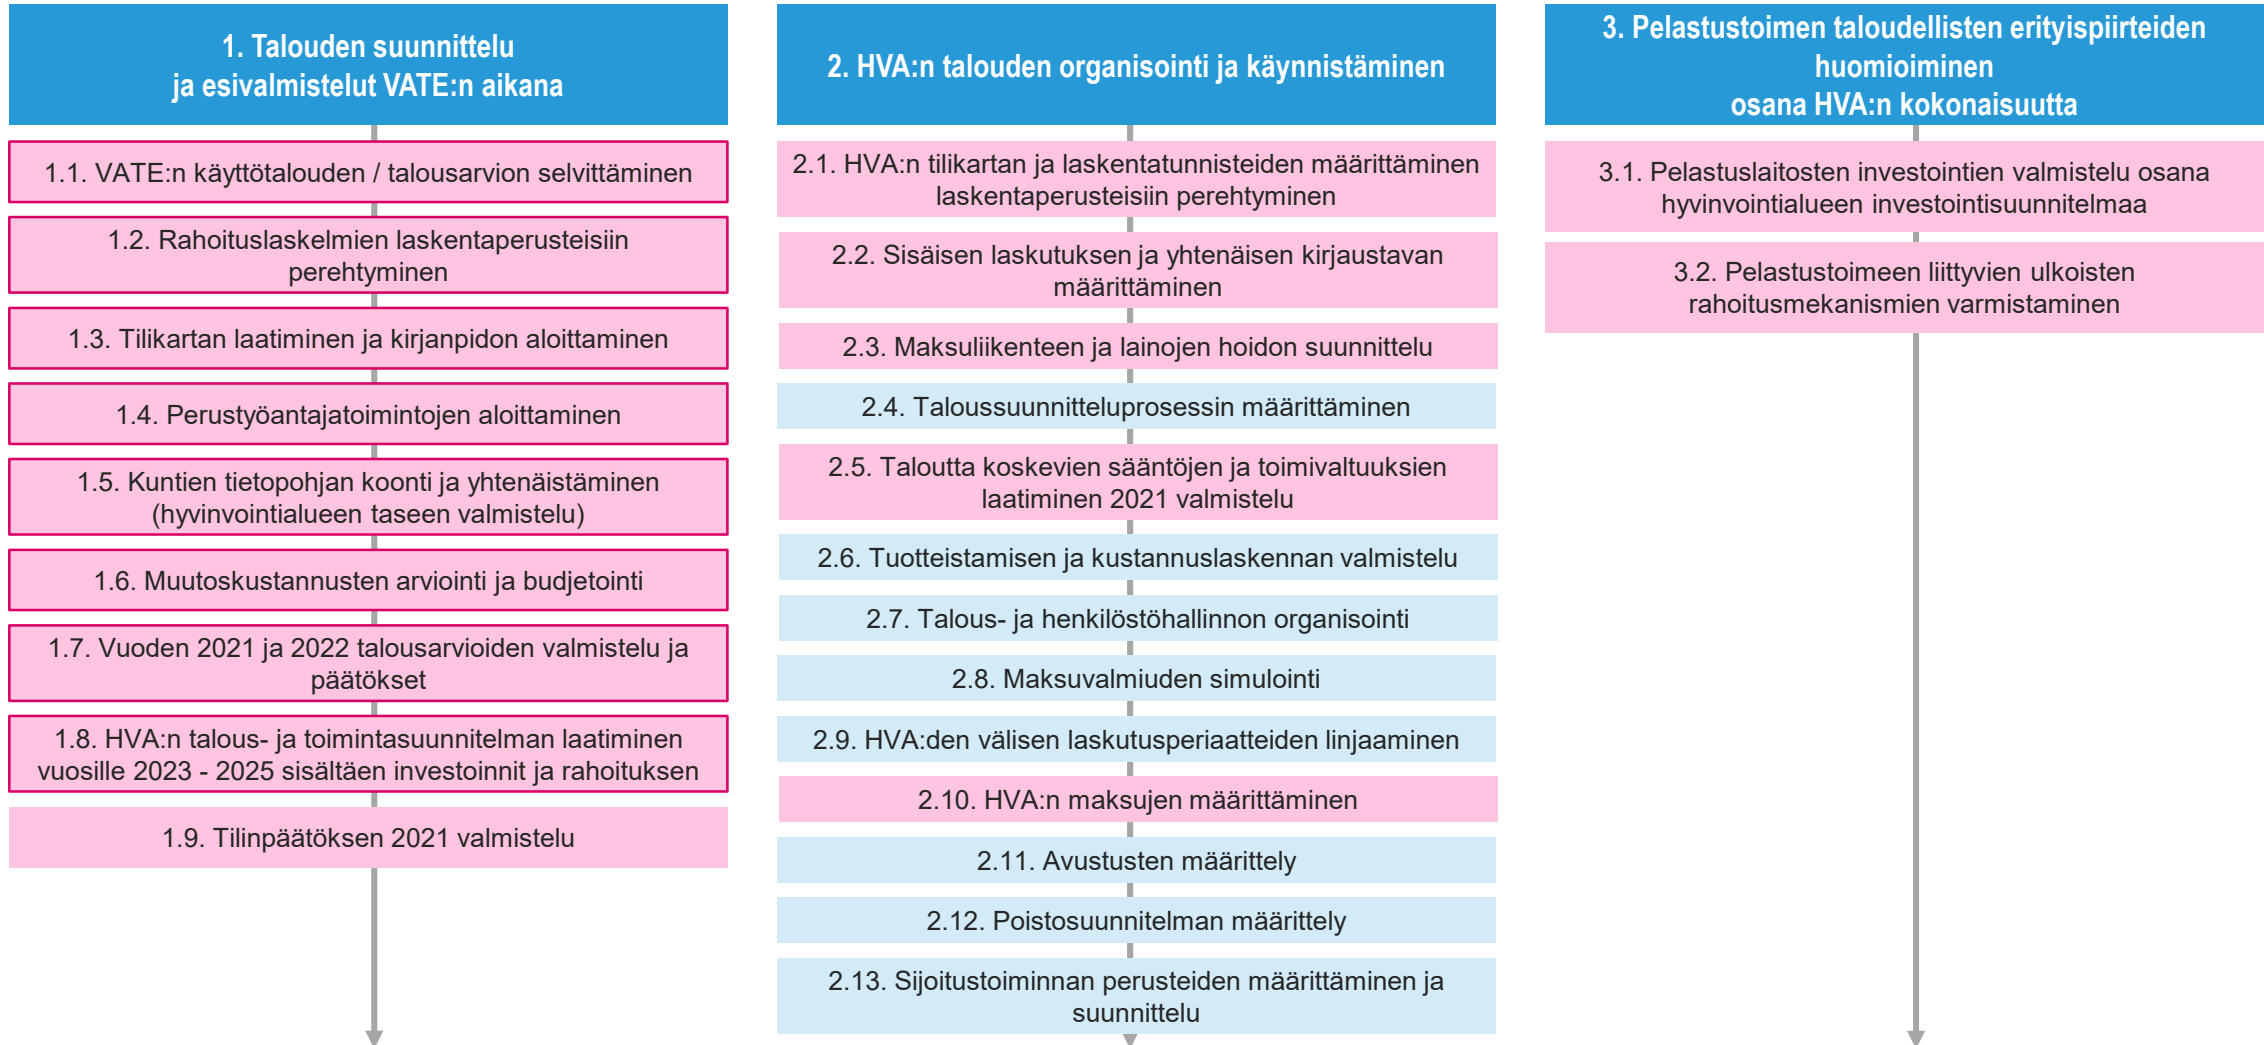 1. Talouden suunnittelu
ja esivalmistelut VATE:n aikana
1.1. VATE:n käyttötalouden / talousarvion selvittäminen
1.2. Rahoituslaskelmien laskentaperusteisiin
perehtyminen
1.3. Tilikartan laatiminen ja kirjanpidon aloittaminen
1.4. Perustyöantajatoimintojen aloittaminen
1.5. Kuntien tietopohjan koonti ja yhtenäistäminen
(hyvinvointialueen taseen valmistelu)
1.6. Muutoskustannusten arviointi ja budjetointi
1.7. Vuoden 2021 ja 2022 talousarvioiden valmistelu ja
päätökset
1.8. HVA:n talous- ja toimintasuunnitelman laatiminen
vuosille 2023 - 2025 sisältäen investoinnit ja rahoituksen
1.9. Tilinpäätöksen 2021 valmistelu
2. HVA:n talouden organisointi ja käynnistäminen
2.1. HVA:n tilikartan ja laskentatunnisteiden määrittäminen
laskentaperusteisiin perehtyminen
2.2. Sisäisen laskutuksen ja yhtenäisen kirjaustavan
määrittäminen
2.3. Maksuliikenteen ja lainojen hoidon suunnittelu
2.4. Taloussuunnitteluprosessin määrittäminen
2.5. Taloutta koskevien sääntöjen ja toimivaltuuksien
laatiminen 2021 valmistelu
2.6. Tuotteistamisen ja kustannuslaskennan valmistelu
2.7. Talous- ja henkilöstöhallinnon organisointi
2.8. Maksuvalmiuden simulointi
2.9. HVA:den välisen laskutusperiaatteiden linjaaminen
2.10. HVA:n maksujen määrittäminen
2.11. Avustusten määrittely
2.12. Poistosuunnitelman määrittely
2.13. Sijoitustoiminnan perusteiden määrittäminen ja
suunnittelu
3. Pelastustoimen taloudellisten erityispiirteiden
huomioiminen
osana HVA:n kokonaisuutta
3.1. Pelastuslaitosten investointien valmistelu osana
hyvinvointialueen investointisuunnitelmaa
3.2. Pelastustoimeen liittyvien ulkoisten
rahoitusmekanismien varmistaminen